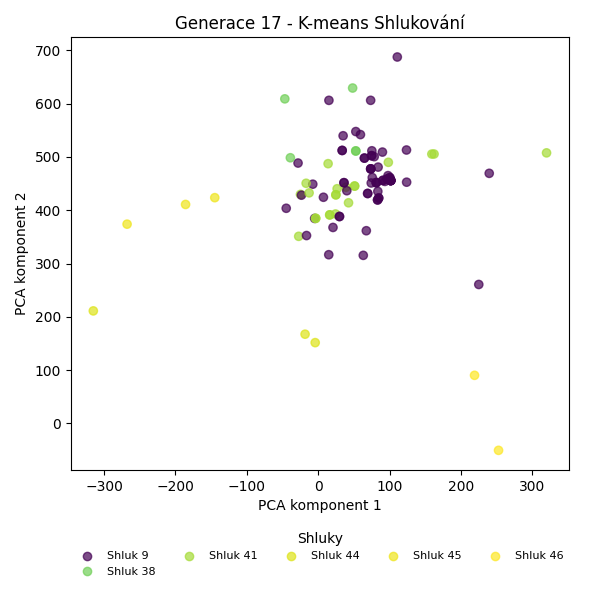 Generace 17 - K-means Shlukování
PCA komponent 2
700
600
500
400
300
200
100
0
−300 −200 −100 0 100 200 300
PCA komponent 1
Shluky
Shluk 9 Shluk 41 Shluk 44 Shluk 45 Shluk 46
Shluk 38